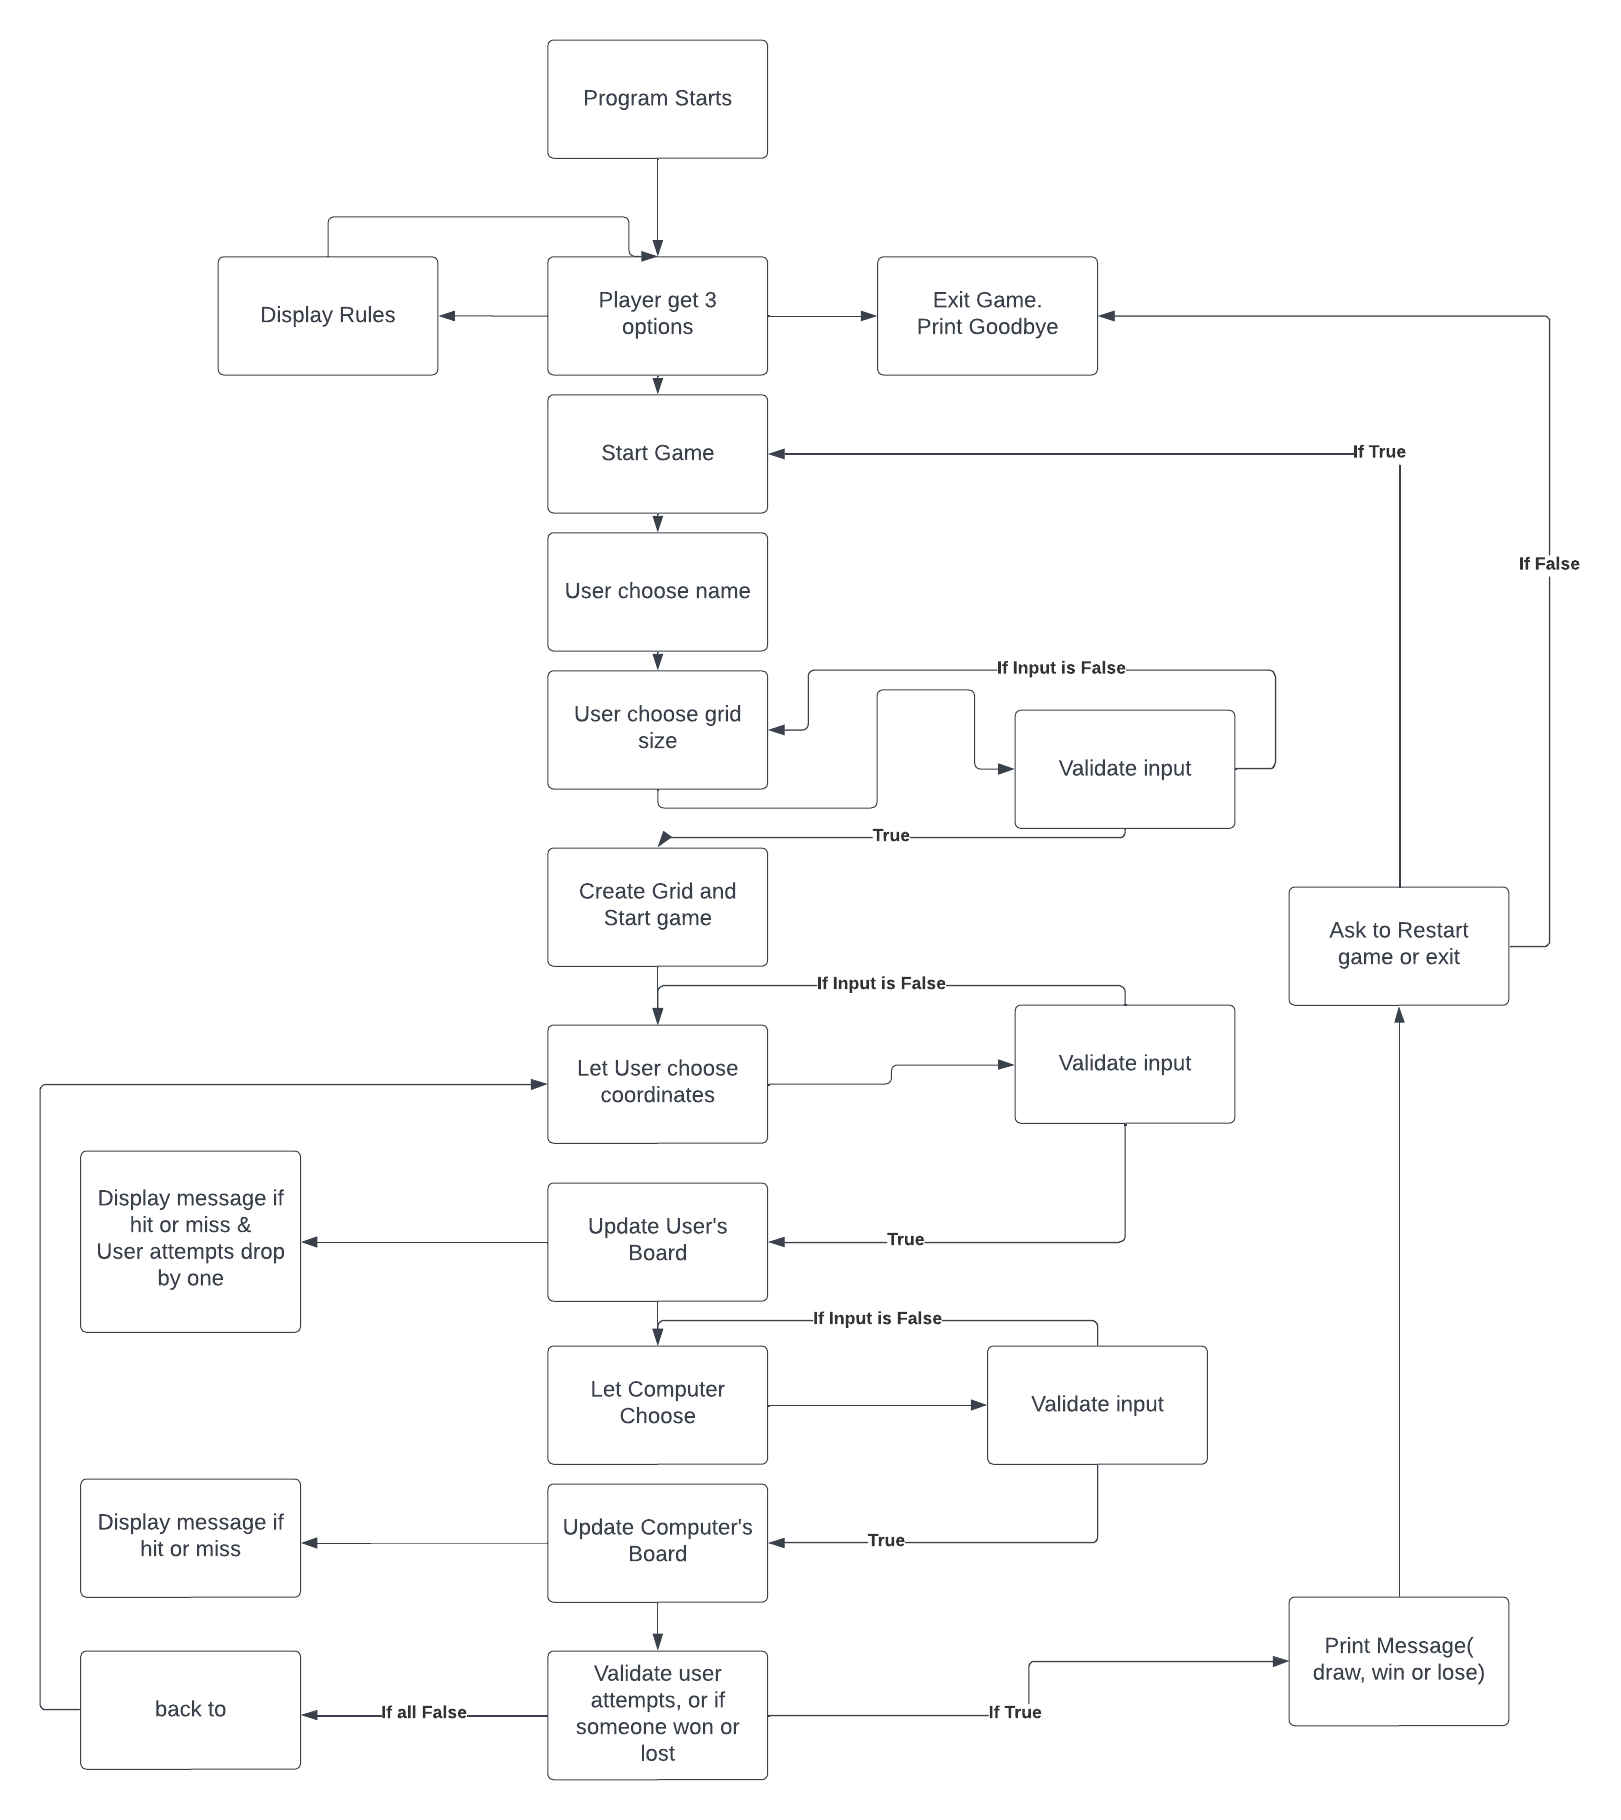 Program Starts
Display Rules
Player get 3
options
Exit Game.
Print Goodbye
Start Game
If True
If False
User choose name
If Input is False
User choose grid
size
Validate input
True
Create Grid and
Start game
Ask to Restart
game or exit
If Input is False
Let User choose
coordinates
Validate input
Display message if
hit or miss &
User attempts drop
by one
Update User's
Board
True
If Input is False
Let Computer
Choose
Validate input
Display message if
hit or miss
Update Computer's
Board
True
Print Message(
draw, win or lose)
back to
If all False
Validate user
attempts, or if
someone won or
lost
If True